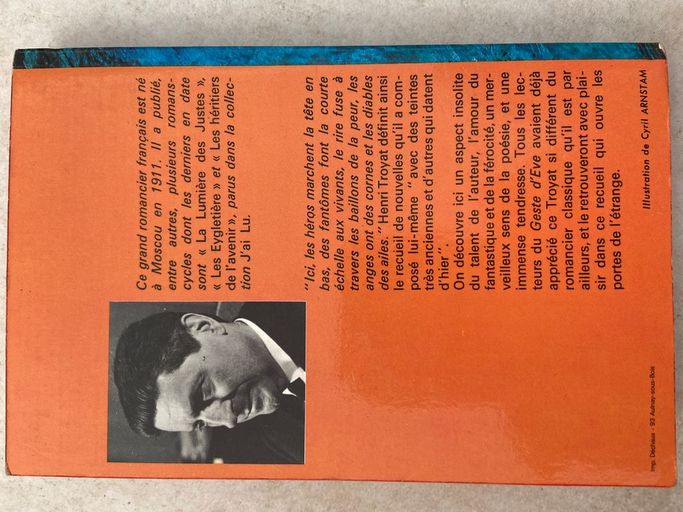 Ce grand romancier français est né
à Moscou en 1911. Il a publié,
entre autres, plusieurs romans-
cycles dont les derniers en date
sont « La Lumière des Justes »,
« Les Eygletière » et « Les héritiers
de l'avenir », parus dans la collec-
tion J'ai Lu.
"Ici, les héros marchent la tête en
bas, des fantômes font la courte
échelle aux vivants, le rire fuse à
travers les baillons de la peur, les
anges ont des cornes et les diables
des ailes." Henri Troyat définit ainsi
le recueil de nouvelles qu'il a com-
posé lui-même "avec des teintes
très anciennes et d'autres qui datent
d'hier".
On découvre ici un aspect insolite
du talent de l'auteur, l'amour du
fantastique et de la férocité, un mer-
veilleux sens de la poésie, et une
immense tendresse. Tous les lec-
teurs du Geste d'Eve avaient déjà
apprécié ce Troyat si différent du
romancier classique qu'il est par
ailleurs, et le retrouveront avec plai-
sir dans ce recueil qui ouvre les
portes de l'étrange.
Illustration de Cyril ARNSTAM
Imp. Déchaux - 93 Aulnay-sous-Bois